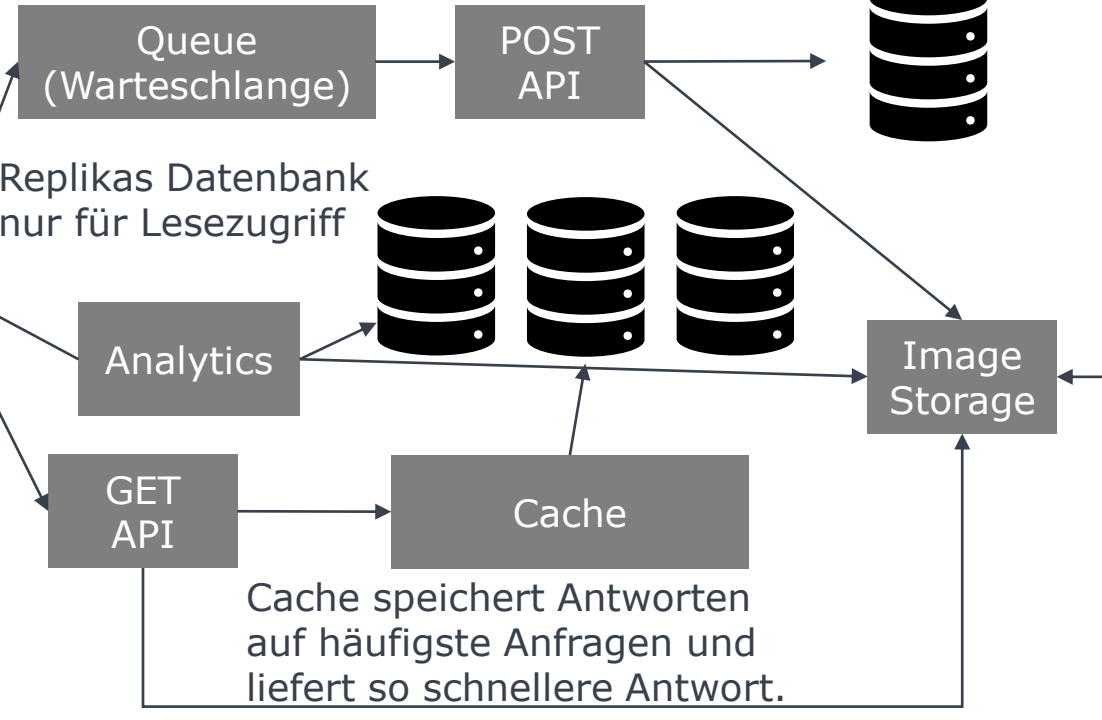 Queue
(Warteschlange)
POST
API
Replikas Datenbank
nur für Lesezugriff
Analytics
Image
Storage
GET
API
Cache
Cache speichert Antworten
auf häufigste Anfragen und
liefert so schnellere Antwort.